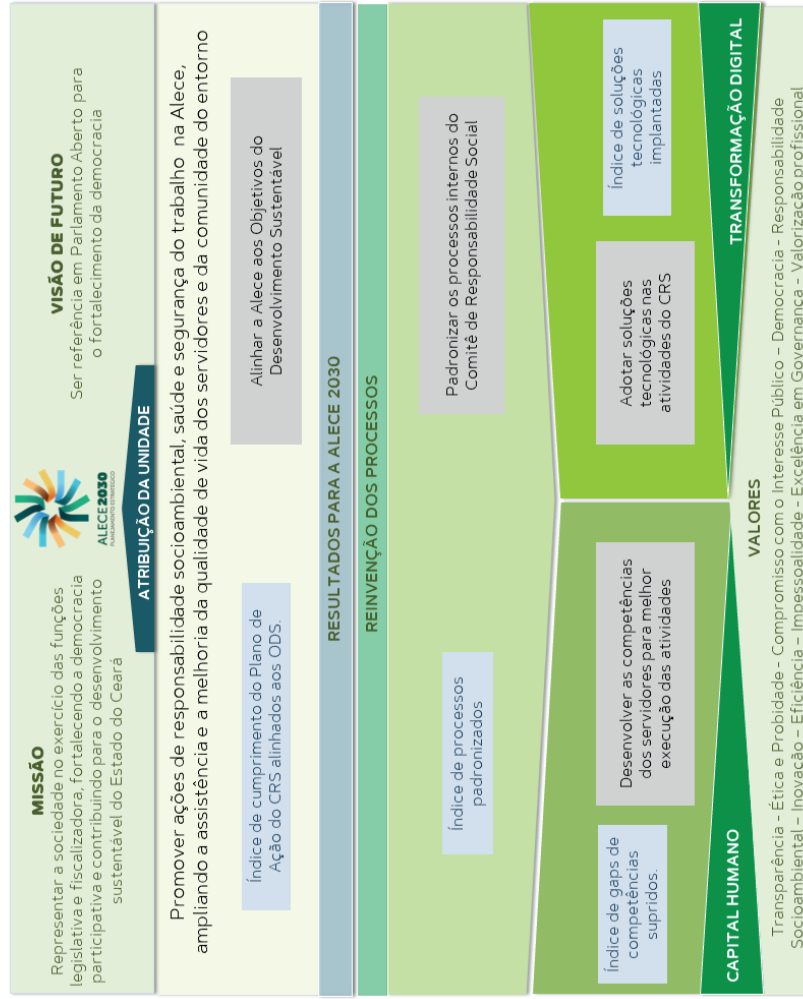 MISSÃO
Representar a sociedade no exercício das funções
legislativa e fiscalizadora, fortalecendo a democracia
participativa e contribuindo para o desenvolvimento
sustentável do Estado do Ceará
ALECE2030
PLANEJAMENTO ESTRATÉGICO
VISÃO DE FUTURO
Ser referência em Parlamento Aberto para
o fortalecimento da democracia
ATRIBUIÇÃO DA UNIDADE
Promover ações de responsabilidade socioambiental, saúde e segurança do trabalho na Alece,
ampliando a assistência e a melhoria da qualidade de vida dos servidores e da comunidade do entorno
Índice de cumprimento do Plano de
Ação do CRS alinhados aos ODS.
Alinhar a Alece aos Objetivos do
Desenvolvimento Sustentável
RESULTADOS PARA A ALECE 2030
REINVENÇÃO DOS PROCESSOS
Índice de processos
padronizados
Padronizar os processos internos do
Comitê de Responsabilidade Social
Índice de gaps de
competências
supridos.
Desenvolver as competências
dos servidores para melhor
execução das atividades
Adotar soluções
tecnológicas nas
atividades do CRS
Índice de soluções
tecnológicas
implantadas
CAPITAL HUMANO
TRANSFORMAÇÃO DIGITAL
VALORES
Transparência – Ética e Probidade - Compromisso com o Interesse Público – Democracia - Responsabilidade
Socioambiental – Inovação – Eficiência – Impessoalidade – Excelência em Governança - Valorização profissional